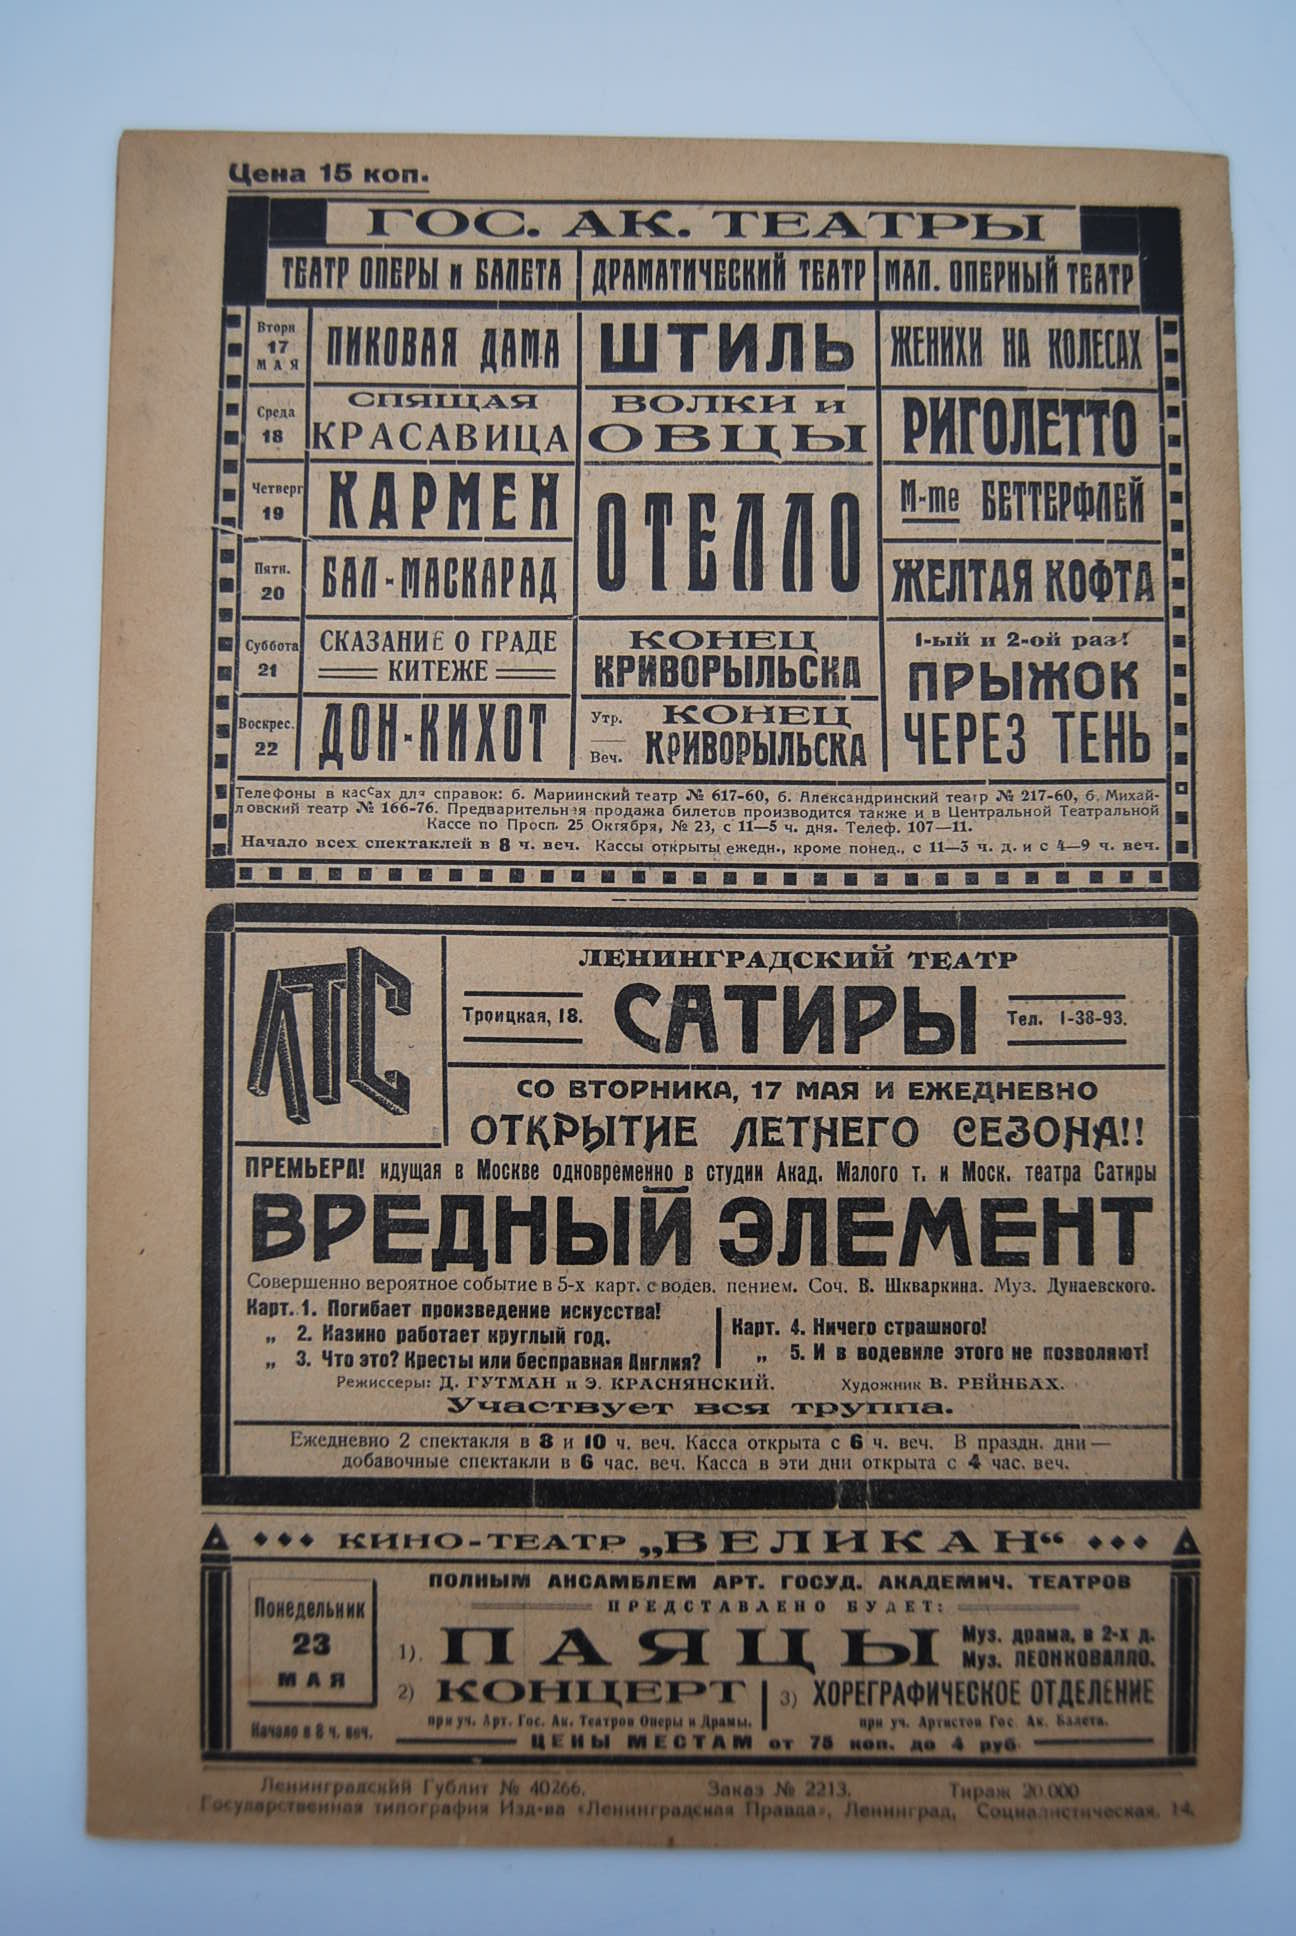 Цена 15 коп.
ГОС. АК. ТЕАТРЫ
ТЕАТР ОПЕРЫ и БАЛЕТА
ДРАМАТИЧЕСКИЙ ТЕАТР
МАЛ. ОПЕРНЫЙ ТЕАТР
Вторн
17
МАЯ
ПИКОВАЯ ДАМА
ШТИЛЬ
ЖЕНИХИ НА КОЛЕСАХ
Среда
18
СПЯЩАЯ
КРАСАВИЦА
ВОЛКИ и
ОВЦЫ
РИГОЛЕТТО
Четверг
19
КАРМЕН
ОТЕЛЛО
М-me БЕТТЕРФЛЕЙ
Пятн.
20
БАЛ-МАСКАРАД
ЖЕЛТАЯ КОФТА
Суббота
21
СКАЗАНИЕ О ГРАДЕ
КИТЕЖЕ
КОНЕЦ
КРИВОРЫЛЬСКА
1-ый и 2-ой раз!
ПРЫЖОК
ЧЕРЕЗ ТЕНЬ
Воскрес.
22
ДОН-КИХОТ
Утр.
Веч.
КОНЕЦ
КРИВОРЫЛЬСКА
Телефоны в кассах для справок: б. Мариинский театр № 617-60, б. Александринский театр № 217-60, б. Михай-
ловский театр № 166-76. Предварительная продажа билетов производится также и в Центральной Театральной
Кассе по Просп. 25 Октября, № 23, с 11—5 ч. дня. Телеф. 107—11.
Начало всех спектаклей в 8 ч. веч. Кассы открыты ежедн., кроме понед., с 11—3 ч. д. и с 4—9 ч. веч.
ЛТС
ЛЕНИНГРАДСКИЙ ТЕАТР
Троицкая, 18.
САТИРЫ
Тел. 1-38-93.
СО ВТОРНИКА, 17 МАЯ И ЕЖЕДНЕВНО
ОТКРЫТИЕ ЛЕТНЕГО СЕЗОНА!!
ПРЕМЬЕРА! идущая в Москве одновременно в студии Акад. Малого т. и Моск. театра Сатиры
ВРЕДНЫЙ ЭЛЕМЕНТ
Совершенно вероятное событие в 5-х карт. с водев. пением. Соч. В. Шкваркина. Муз. Дунаевского.
Карт. 1. Погибает произведение искусства!
„ 2. Казино работает круглый год.
„ 3. Что это? Кресты или бесправная Англия?
Карт. 4. Ничего страшного!
„ 5. И в водевиле этого не позволяют!
Режиссеры: Д. ГУТМАН и Э. КРАСНЯНСКИЙ. Художник В. РЕЙНБАХ.
Участвует вся труппа.
Ежедневно 2 спектакля в 8 и 10 ч. веч. Касса открыта с 6 ч. веч. В праздн. дни—
добавочные спектакли в 6 час. веч. Касса в эти дни открыта с 4 час. веч.
КИНО-ТЕАТР „ВЕЛИКАН“
Понедельник
23
МАЯ
Начало в 8 ч. веч.
ПОЛНЫМ АНСАМБЛЕМ АРТ. ГОСУД. АКАДЕМИЧ. ТЕАТРОВ
ПРЕДСТАВЛЕНО БУДЕТ:
1). ПАЯЦЫ
Муз. драма, в 2-х д.
Муз. ЛЕОНКОВАЛЛО.
2) КОНЦЕРТ
при уч. Арт. Гос. Ак. Театров Оперы и Драмы.
3) ХОРЕГРАФИЧЕСКОЕ ОТДЕЛЕНИЕ
при уч. Артистов Гос. Ак. Балета.
ЦЕНЫ МЕСТАМ от 75 коп. до 4 руб
Ленинградский Гублит № 40266. Заказ № 2213. Тираж 20.000
Государственная типография Изд-ва «Ленинградская Правда», Ленинград, Социалистическая, 14.